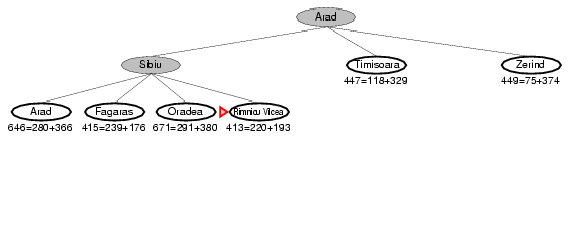 Arad
Sibiu
Timisoara
Zerind
447=118+329
449=75+374
Arad
Fagaras
Oradea
Rimnicu Vilcea
646=280+366
415=239+176
671=291+380
413=220+193